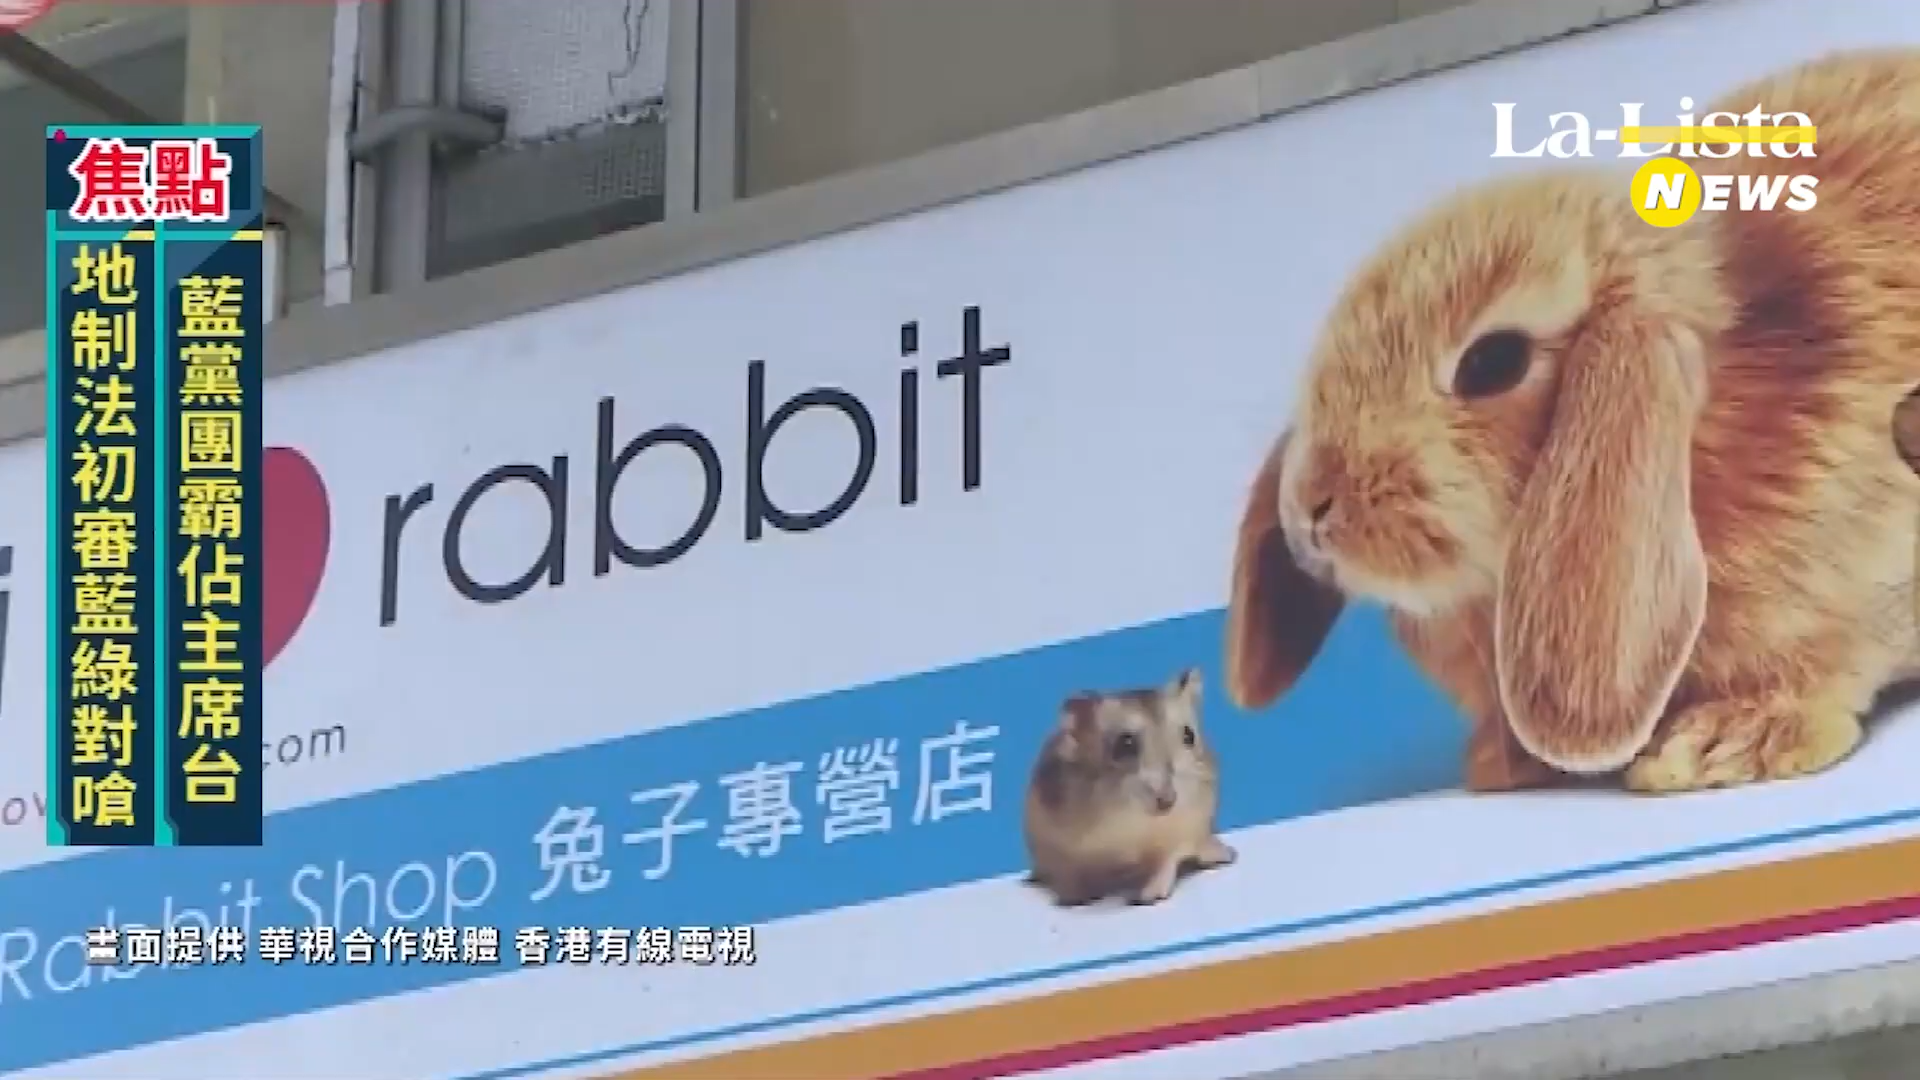 La-Lista
NEWS
焦點
藍黨團霸佔主席台
地制法初審藍綠對嗆
i rabbit
com
Rabbit Shop 兔子專營店
畫面提供 華視合作媒體 香港有線電視